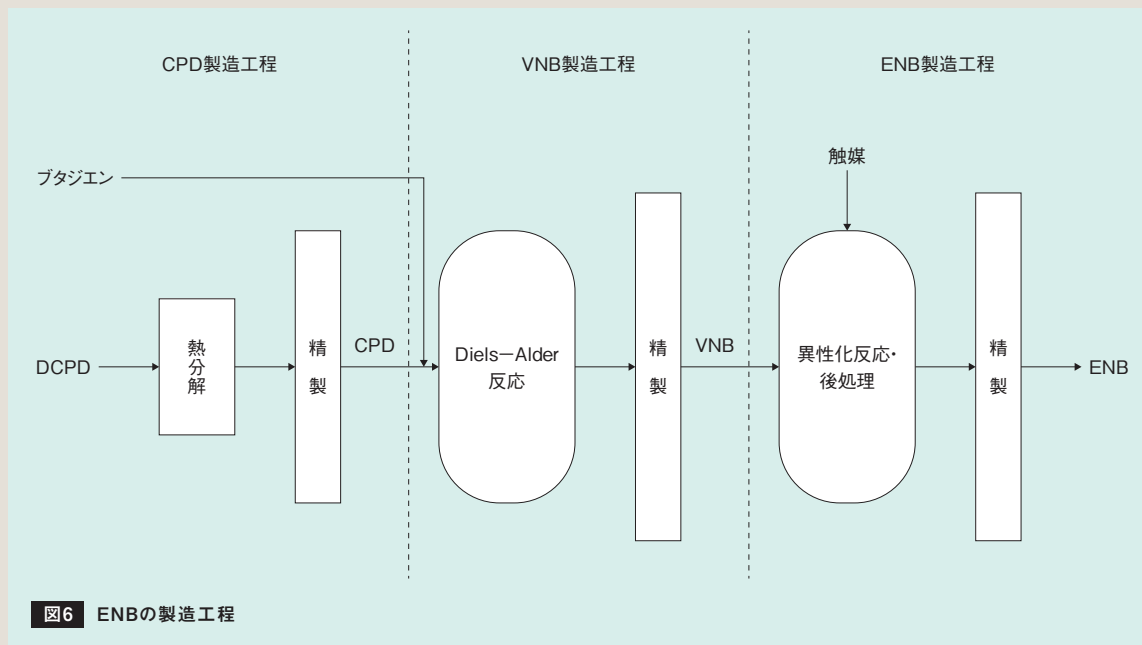 CPD製造工程
VNB製造工程
ENB製造工程
ブタジエン
触媒
DCPD
熱分解
精製
CPD
Diels－Alder
反応
精製
VNB
異性化反応・
後処理
精製
ENB
図6 ENBの製造工程